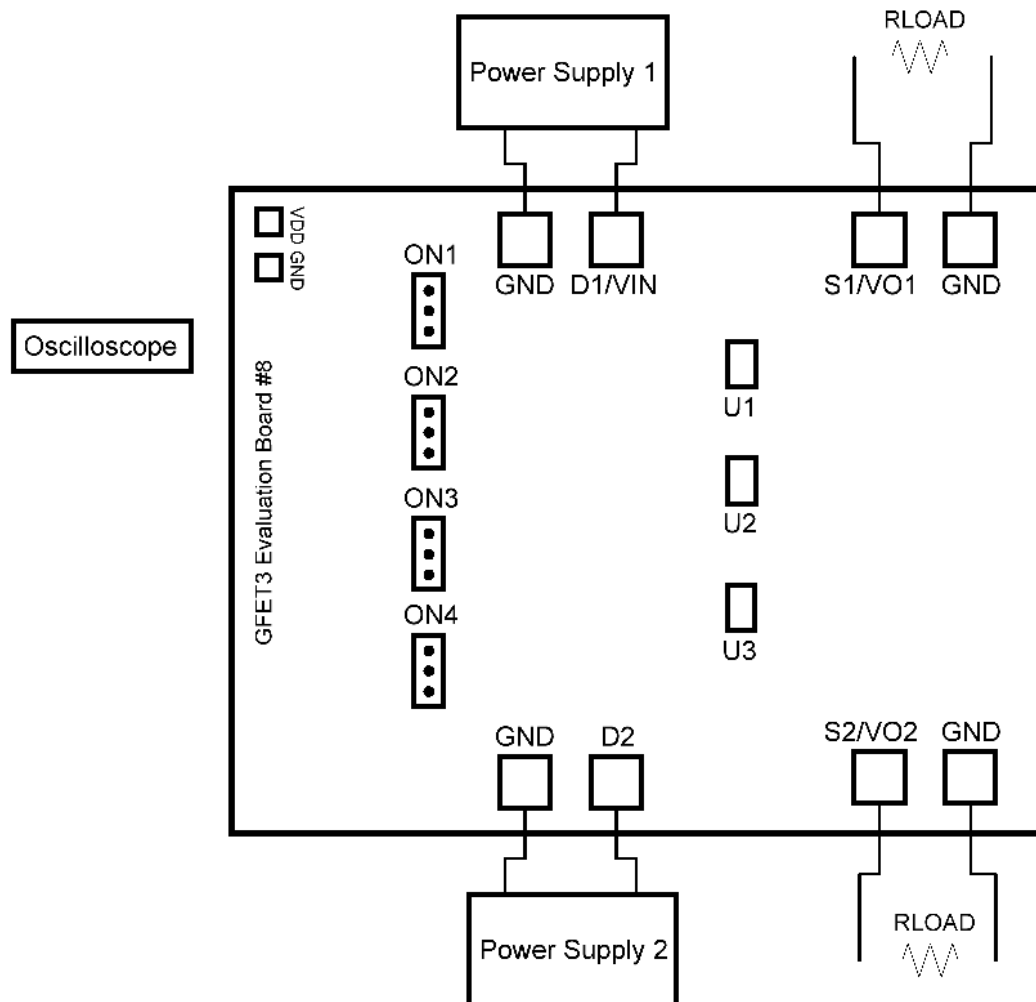 RLOAD
Power Supply 1
VDD GND
ON1
GND D1/VIN
S1/VO1 GND
Oscilloscope
GFET3 Evaluation Board #8
ON2
U1
ON3
U2
ON4
U3
GND D2
S2/VO2 GND
RLOAD
Power Supply 2